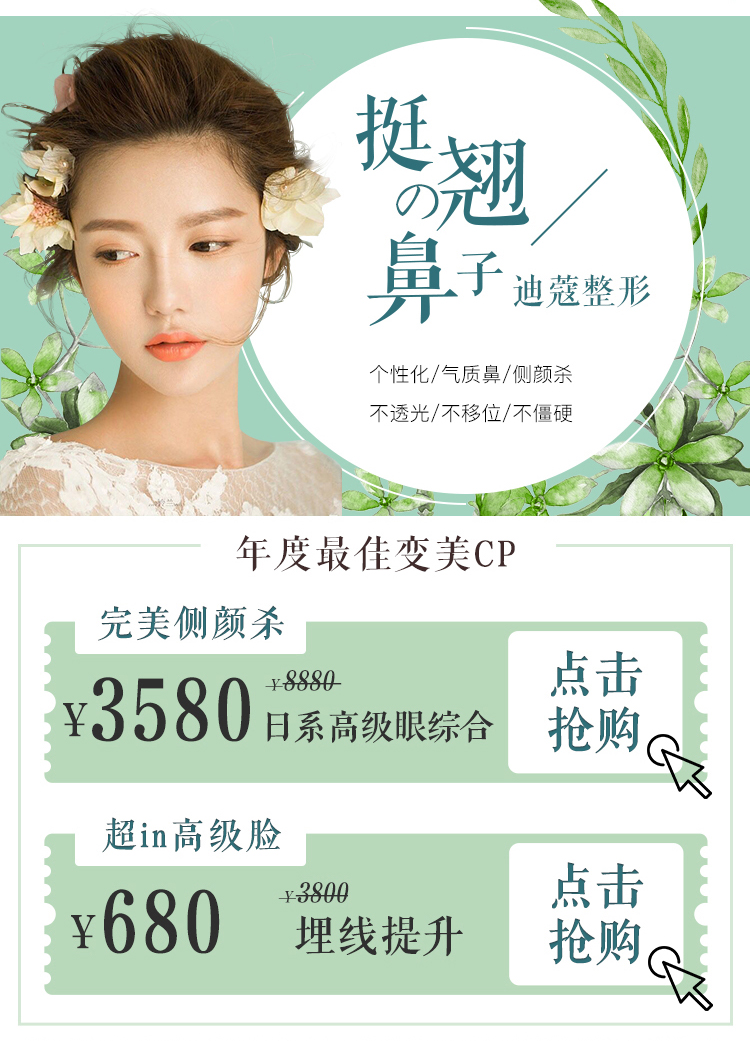 挺翘
の
鼻子 迪蔻整形
个性化/气质鼻/侧颜杀
不透光/不移位/不僵硬
年度最佳变美CP
完美侧颜杀
¥3580 ¥8880
日系高级眼综合
点击
抢购
超in高级脸
¥680 ¥3800
埋线提升
点击
抢购